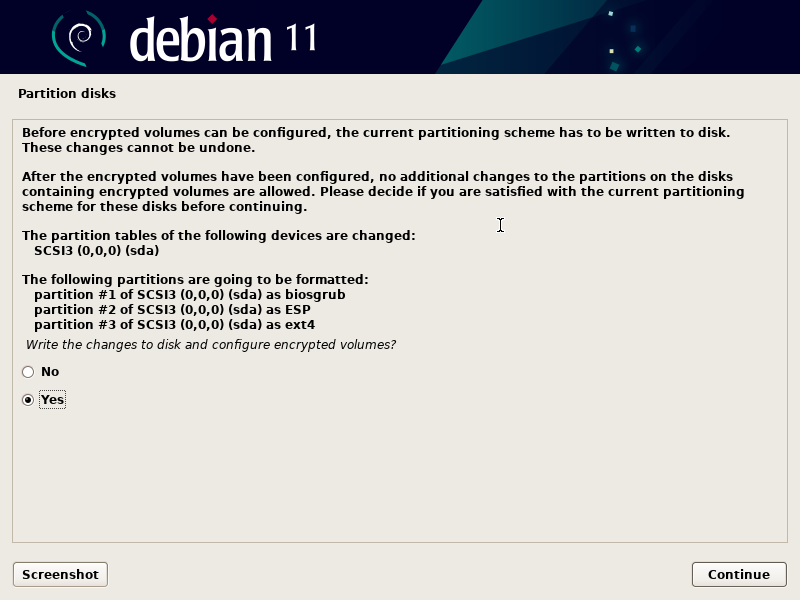 debian 11
Partition disks
Before encrypted volumes can be configured, the current partitioning scheme has to be written to disk.
These changes cannot be undone.
After the encrypted volumes have been configured, no additional changes to the partitions on the disks
containing encrypted volumes are allowed. Please decide if you are satisfied with the current partitioning
scheme for these disks before continuing.
The partition tables of the following devices are changed:
SCSI3 (0,0,0) (sda)
The following partitions are going to be formatted:
partition #1 of SCSI3 (0,0,0) (sda) as biosgrub
partition #2 of SCSI3 (0,0,0) (sda) as ESP
partition #3 of SCSI3 (0,0,0) (sda) as ext4
Write the changes to disk and configure encrypted volumes?
No
Yes
Screenshot
Continue